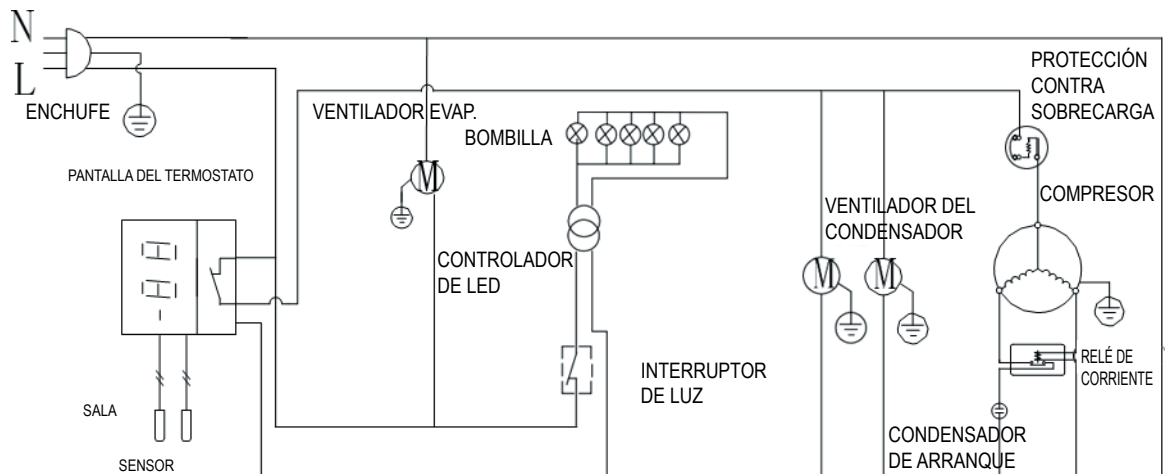 N
L
ENCHUFE
VENTILADOR EVAP.
BOMBILLA
PROTECCIÓN
CONTRA
SOBRECARGA
PANTALLA DEL TERMOSTATO
M
COMPRESOR
VENTILADOR DEL
CONDENSADOR
CONTROLADOR
DE LED
M
M
INTERRUPTOR
DE LUZ
RELÉ DE
CORRIENTE
SALA
SENSOR
CONDENSADOR
DE ARRANQUE